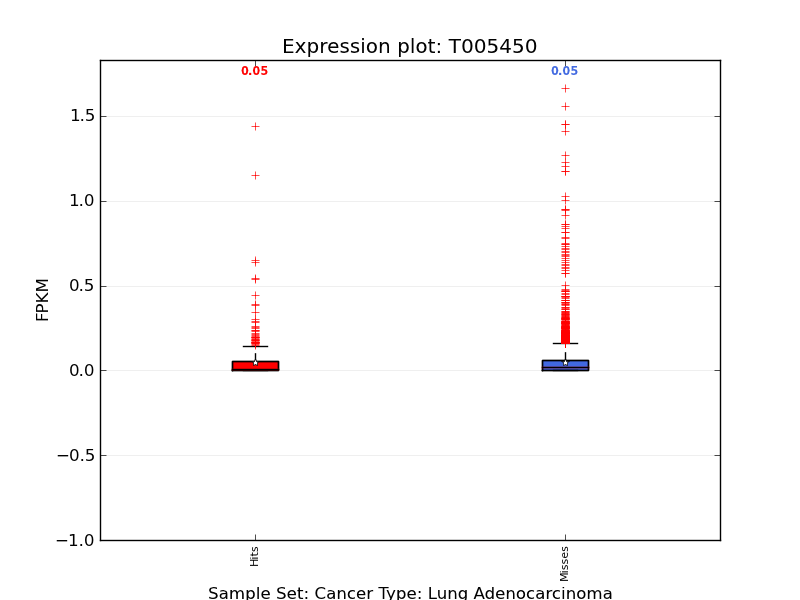 Expression plot: T005450
0.05
0.05
1.5
1.0
0.5
0.0
−0.5
−1.0
FPKM
Hits
Misses
Sample Set: Cancer Type: Lung Adenocarcinoma